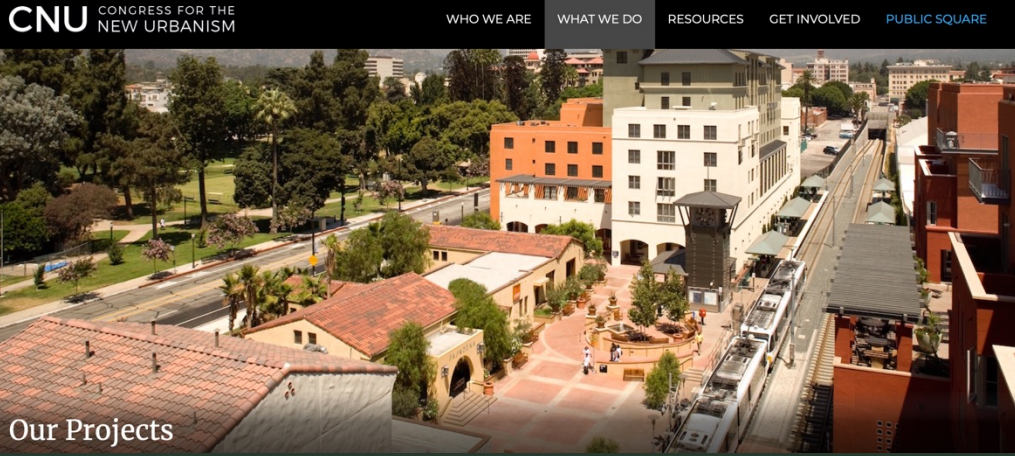 CNU CONGRESS FOR THE
NEW URBANISM
WHO WE ARE
WHAT WE DO
RESOURCES
GET INVOLVED
PUBLIC SQUARE
Our Projects